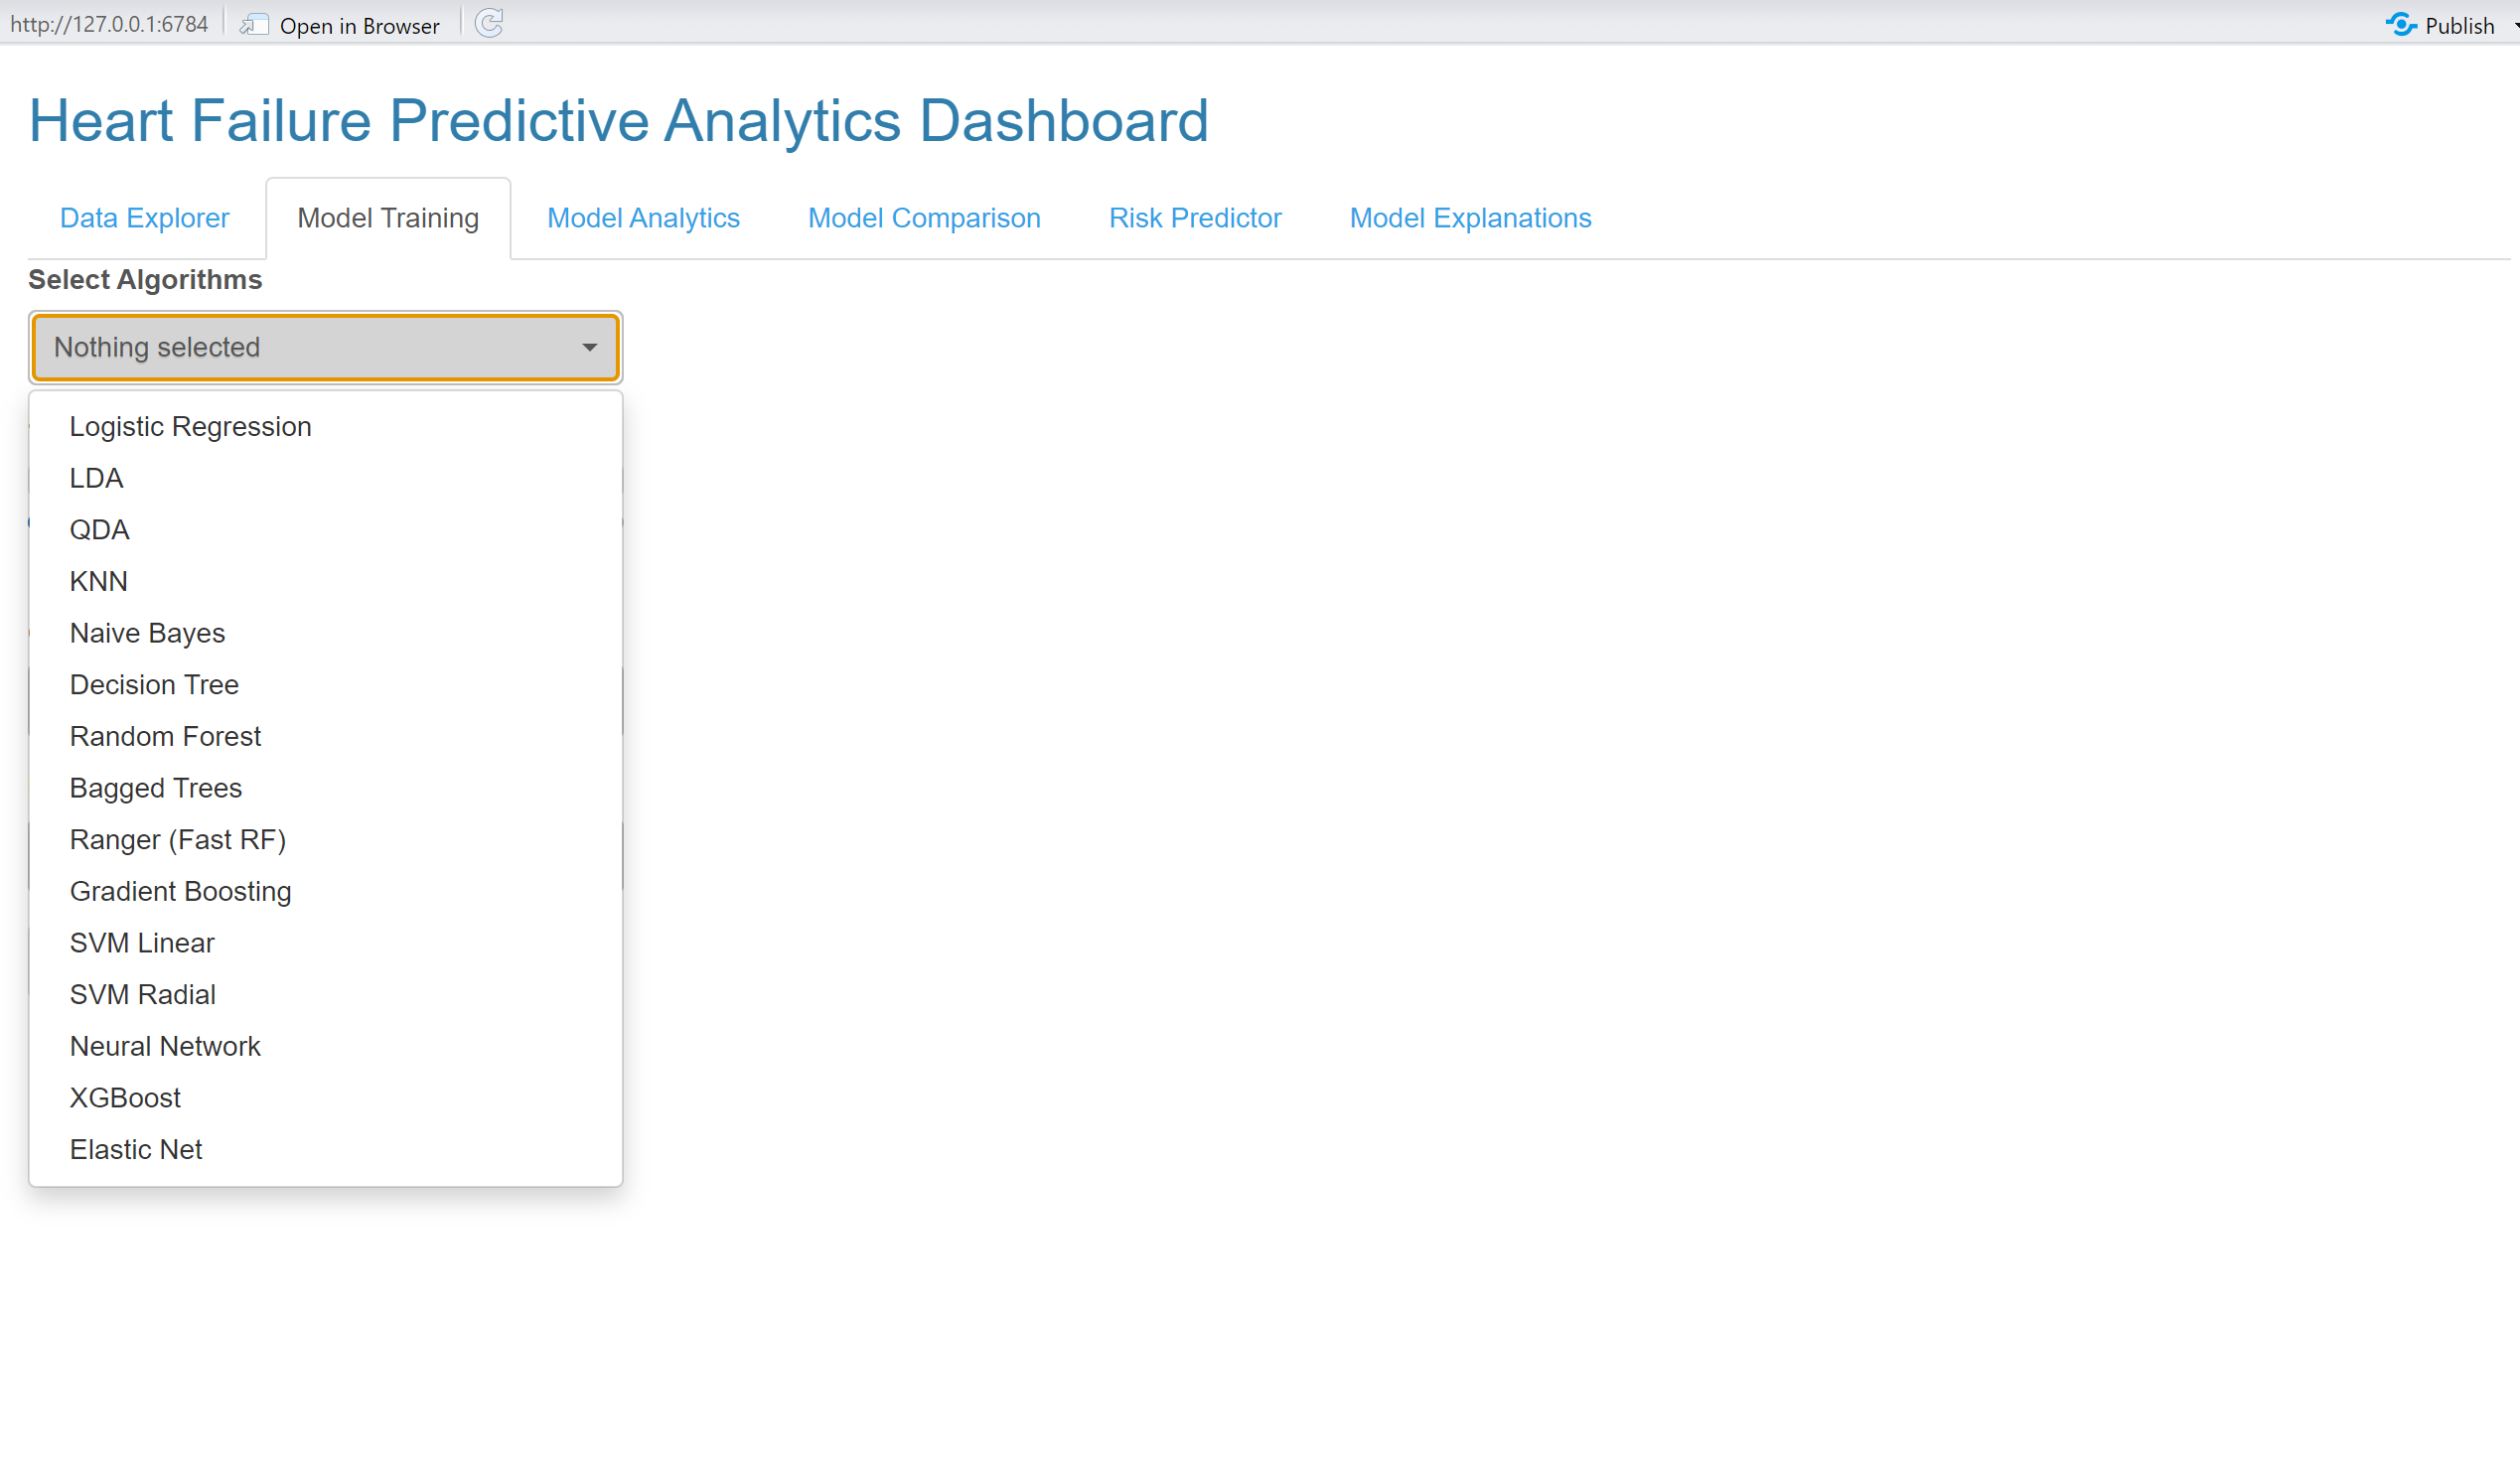 http://127.0.0.1:6784 Open in Browser Publish
Heart Failure Predictive Analytics Dashboard
Data Explorer Model Training Model Analytics Model Comparison Risk Predictor Model Explanations
Select Algorithms
Nothing selected
Logistic Regression
LDA
QDA
KNN
Naive Bayes
Decision Tree
Random Forest
Bagged Trees
Ranger (Fast RF)
Gradient Boosting
SVM Linear
SVM Radial
Neural Network
XGBoost
Elastic Net